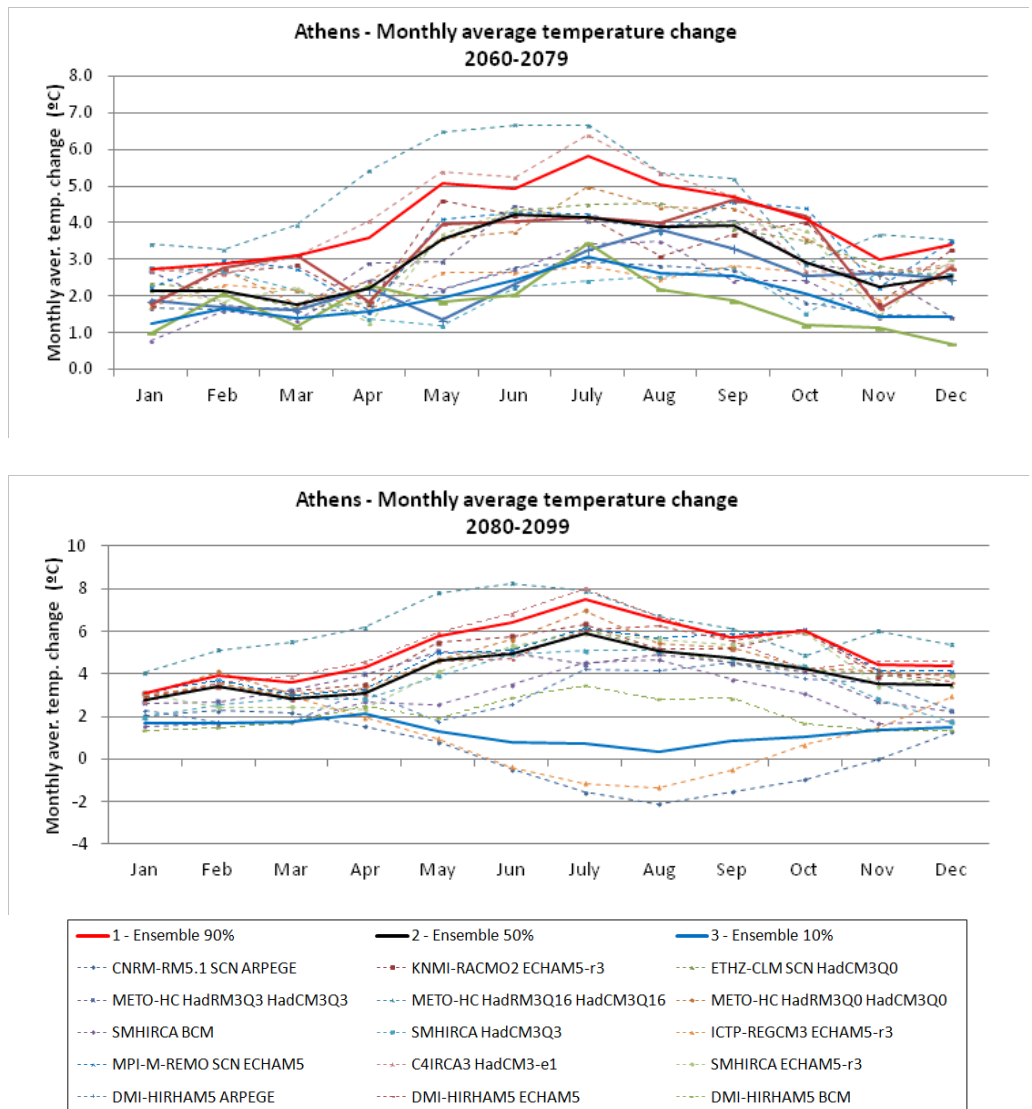 Athens - Monthly average temperature change
2060-2079
Monthly aver. temp. change (ºC)
8.0
7.0
6.0
5.0
4.0
3.0
2.0
1.0
0.0
Jan Feb Mar Apr May Jun July Aug Sep Oct Nov Dec
Athens - Monthly average temperature change
2080-2099
Monthly aver. temp. change (ºC)
10
8
6
4
2
0
-2
-4
Jan Feb Mar Apr May Jun July Aug Sep Oct Nov Dec
1 - Ensemble 90% 2 - Ensemble 50% 3 - Ensemble 10%
CNRM-RM5.1 SCN ARPEGE KNMI-RACMO2 ECHAM5-r3 ETHZ-CLM SCN HadCM3Q0
METO-HC HadRM3Q3 HadCM3Q3 METO-HC HadRM3Q16 HadCM3Q16 METO-HC HadRM3Q0 HadCM3Q0
SMHIRCA BCM SMHIRCA HadCM3Q3 ICTP-REGCM3 ECHAM5-r3
MPI-M-REMO SCN ECHAM5 C4IRCA3 HadCM3-e1 SMHIRCA ECHAM5-r3
DMI-HIRHAM5 ARPEGE DMI-HIRHAM5 ECHAM5 DMI-HIRHAM5 BCM